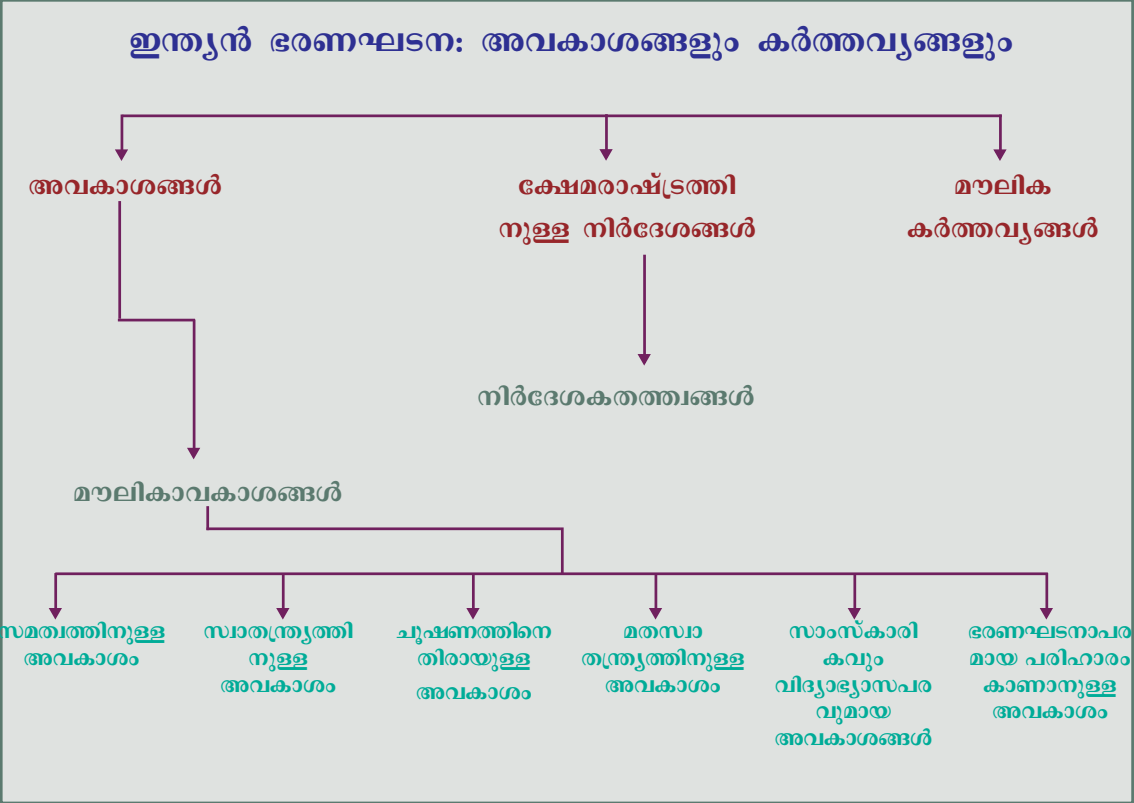 ഇന്ത്യൻ ഭരണഘടന: അവകാശങ്ങളും കർത്തവ്യങ്ങളും
അവകാശങ്ങൾ
ക്ഷേമരാഷ്ട്രത്തി
നുള്ള നിർദേശങ്ങൾ
മൗലിക
കർത്തവ്യങ്ങൾ
നിർദേശകതത്ത്വങ്ങൾ
മൗലികാവകാശങ്ങൾ
സമത്വത്തിനുള്ള
അവകാശം
സ്വാതന്ത്ര്യത്തി
നുള്ള
അവകാശം
ചൂഷണത്തിനെ
തിരായുള്ള
അവകാശം
മതസ്വാ
തന്ത്ര്യത്തിനുള്ള
അവകാശം
സാംസ്കാരി
കവും
വിദ്യാഭ്യാസപര
വുമായ
അവകാശങ്ങൾ
ഭരണഘടനാപര
മായ പരിഹാരം
കാണാനുള്ള
അവകാശം